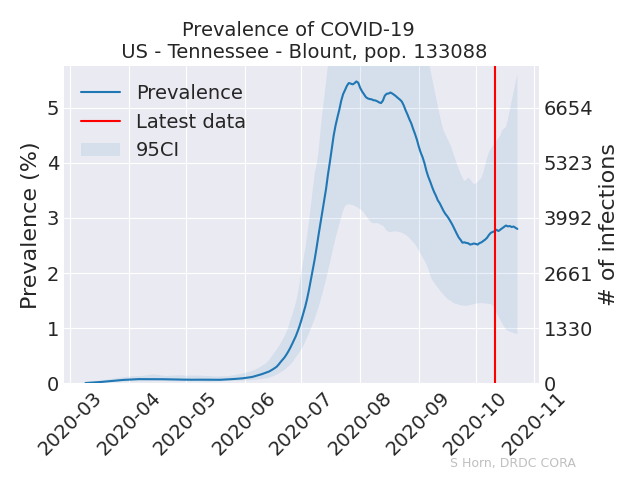 Prevalence of COVID-19
US - Tennessee - Blount, pop. 133088
Prevalence
Latest data
95CI
Prevalence (%)
5
4
3
2
1
0
6654
5323
3992
2661
1330
0
# of infections
2020-03
2020-04
2020-05
2020-06
2020-07
2020-08
2020-09
2020-10
2020-11
S Horn, DRDC CORA